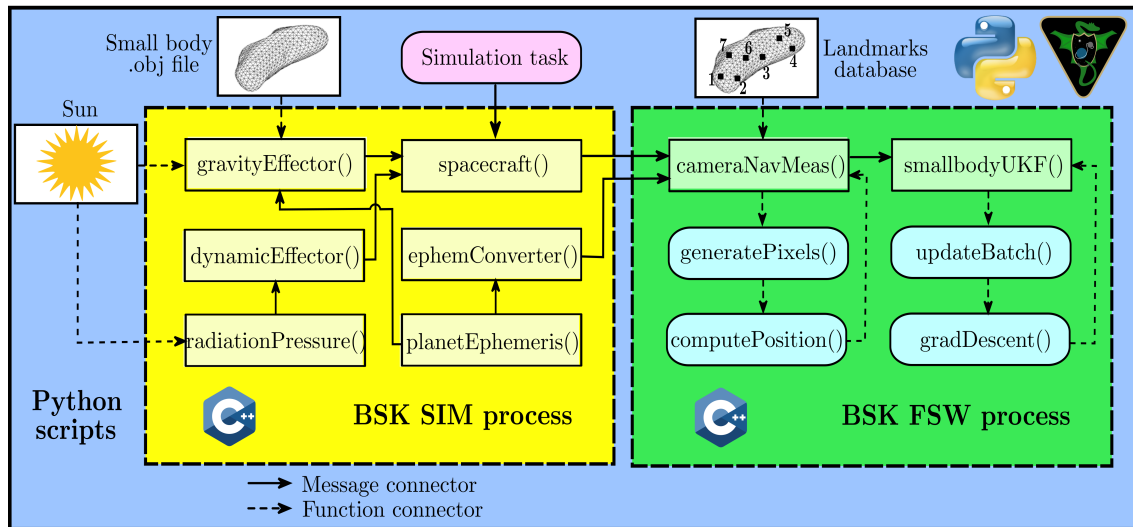 Small body
.obj file
Simulation task
7
6
5
1
2
3
4
Landmarks
database
Sun
gravityEffector()
spacecraft()
cameraNavMeas()
smallbodyUKF()
dynamicEffector()
ephemConverter()
generatePixels()
updateBatch()
radiationPressure()
planetEphemeris()
computePosition()
gradDescent()
Python
scripts
C++
BSK SIM process
C++
BSK FSW process
Message connector
Function connector